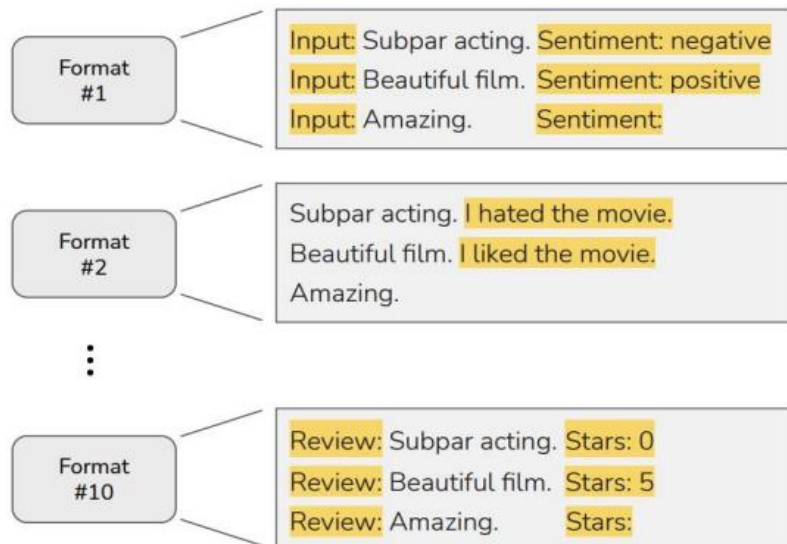 Format
#1
Input: Subpar acting. Sentiment: negative
Input: Beautiful film. Sentiment: positive
Input: Amazing. Sentiment:
Format
#2
Subpar acting. I hated the movie.
Beautiful film. I liked the movie.
Amazing.
Format
#10
Review: Subpar acting. Stars: 0
Review: Beautiful film. Stars: 5
Review: Amazing. Stars: